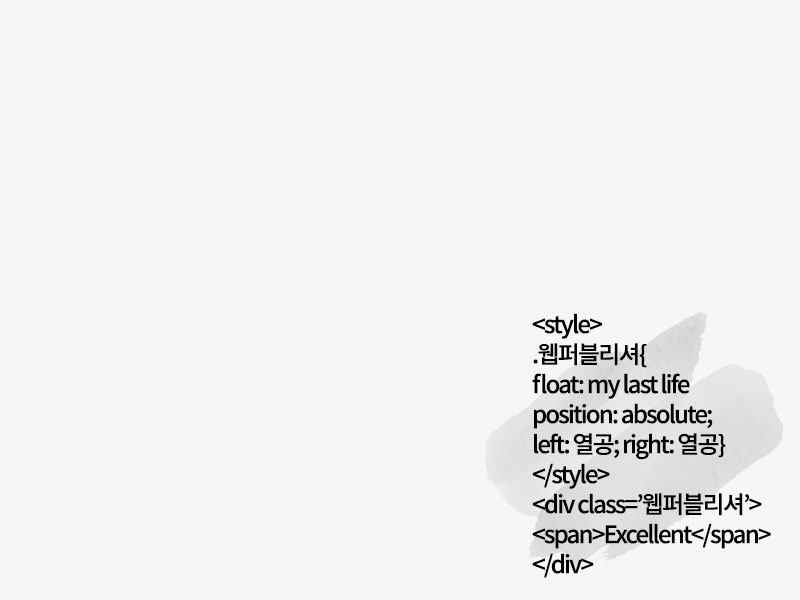 <style>
.웹퍼블리셔{
float: my last life
position: absolute;
left: 열공; right: 열공}
</style>
<div class=’웹퍼블리셔’>
<span>Excellent</span>
</div>